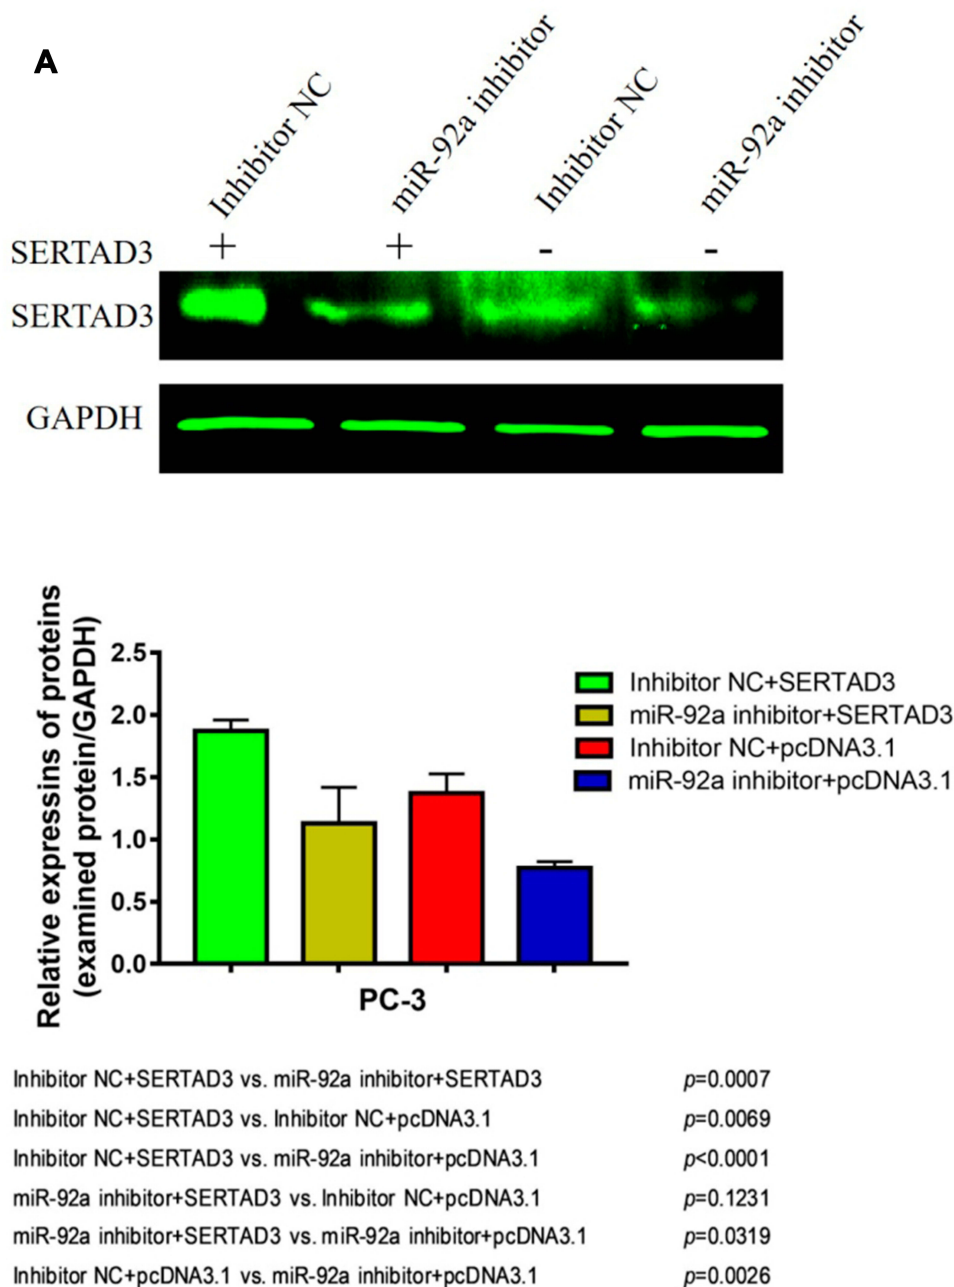 A
Inhibitor NC
miR-92a inhibitor
Inhibitor NC
miR-92a inhibitor
SERTAD3 + + - -
SERTAD3
GAPDH
Relative expressins of proteins
(examined protein/GAPDH)
2.5
2.0
1.5
1.0
0.5
0.0
PC-3
Inhibitor NC+SERTAD3
miR-92a inhibitor+SERTAD3
Inhibitor NC+pcDNA3.1
miR-92a inhibitor+pcDNA3.1
Inhibitor NC+SERTAD3 vs. miR-92a inhibitor+SERTAD3 p=0.0007
Inhibitor NC+SERTAD3 vs. Inhibitor NC+pcDNA3.1 p=0.0069
Inhibitor NC+SERTAD3 vs. miR-92a inhibitor+pcDNA3.1 p<0.0001
miR-92a inhibitor+SERTAD3 vs. Inhibitor NC+pcDNA3.1 p=0.1231
miR-92a inhibitor+SERTAD3 vs. miR-92a inhibitor+pcDNA3.1 p=0.0319
Inhibitor NC+pcDNA3.1 vs. miR-92a inhibitor+pcDNA3.1 p=0.0026